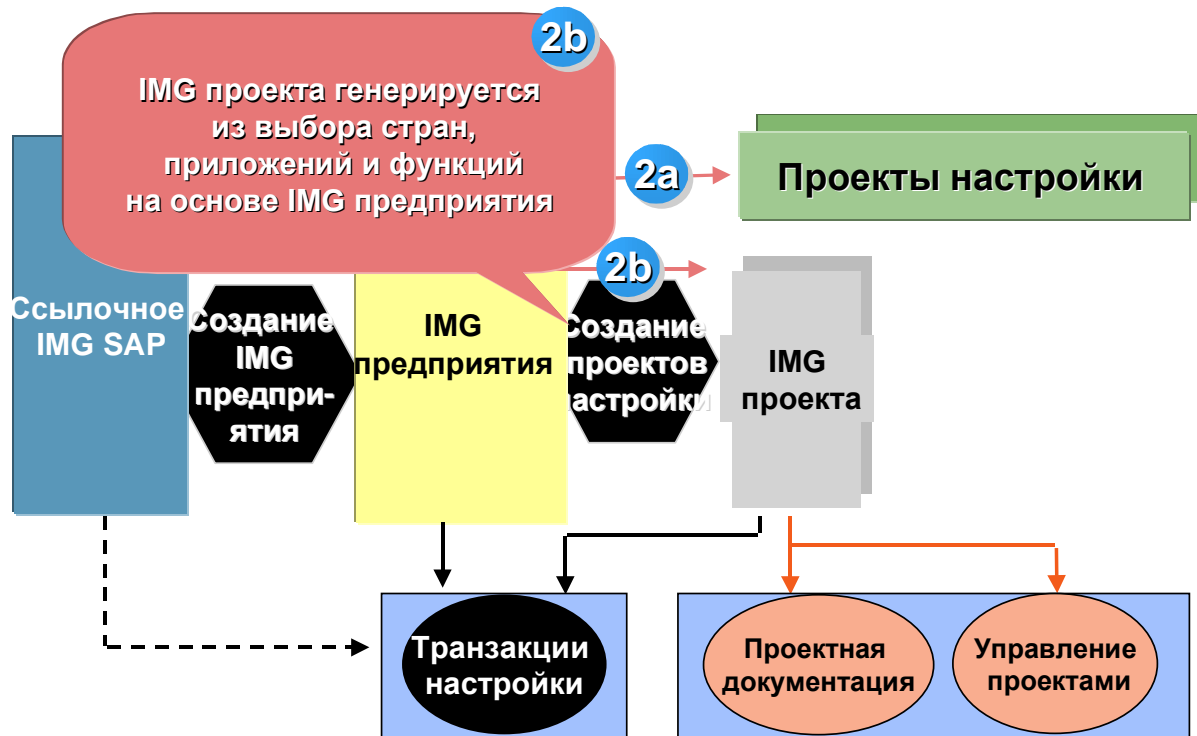 2b
IMG проекта генерируется
из выбора стран,
приложений и функций
на основе IMG предприятия
2a
Проекты настройки
2b
Ссылочное
IMG SAP
Создание
IMG
предпри-
ятия
IMG
предприятия
Создание
проектов
настройки
IMG
проекта
Транзакции
настройки
Проектная
документация
Управление
проектами